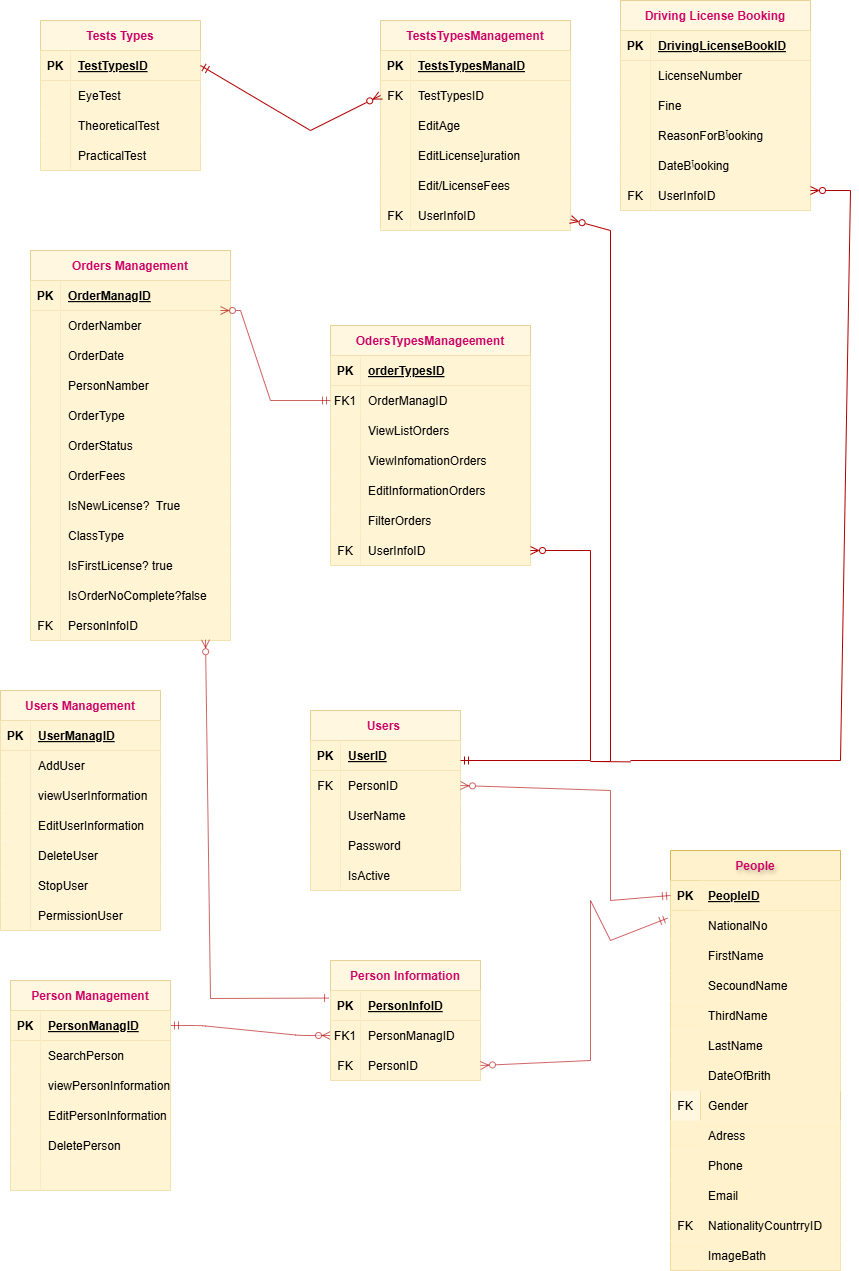 Tests Types
PK TestTypesID
EyeTest
TheoreticalTest
PracticalTest
TestsTypesManagement
PK TestsTypesManaID
FK TestTypesID
EditAge
EditLicense]uration
Edit/LicenseFees
FK UserInfoID
Driving License Booking
PK DrivingLicenseBookID
LicenseNumber
Fine
ReasonForB⌈ooking
DateB⌈ooking
FK UserInfoID
Orders Management
PK OrderManagID
OrderNamber
OrderDate
PersonNamber
OrderType
OrderStatus
OrderFees
IsNewLicense? True
ClassType
IsFirstLicense? true
IsOrderNoComplete?false
FK PersonInfoID
OdersTypesManageement
PK orderTypesID
FK1 OrderManagID
ViewListOrders
ViewInfomationOrders
EditInformationOrders
FilterOrders
FK UserInfoID
Users Management
PK UserManagID
AddUser
viewUserInformation
EditUserInformation
DeleteUser
StopUser
PermissionUser
Users
PK UserID
FK PersonID
UserName
Password
IsActive
People
PK PeopleID
NationalNo
FirstName
SecoundName
ThirdName
LastName
DateOfBrith
FK Gender
Adress
Phone
Email
FK NationalityCountrryID
ImageBath
Person Information
PK PersonInfoID
FK1 PersonManagID
FK PersonID
Person Management
PK PersonManagID
SearchPerson
viewPersonInformation
EditPersonInformation
DeletePerson